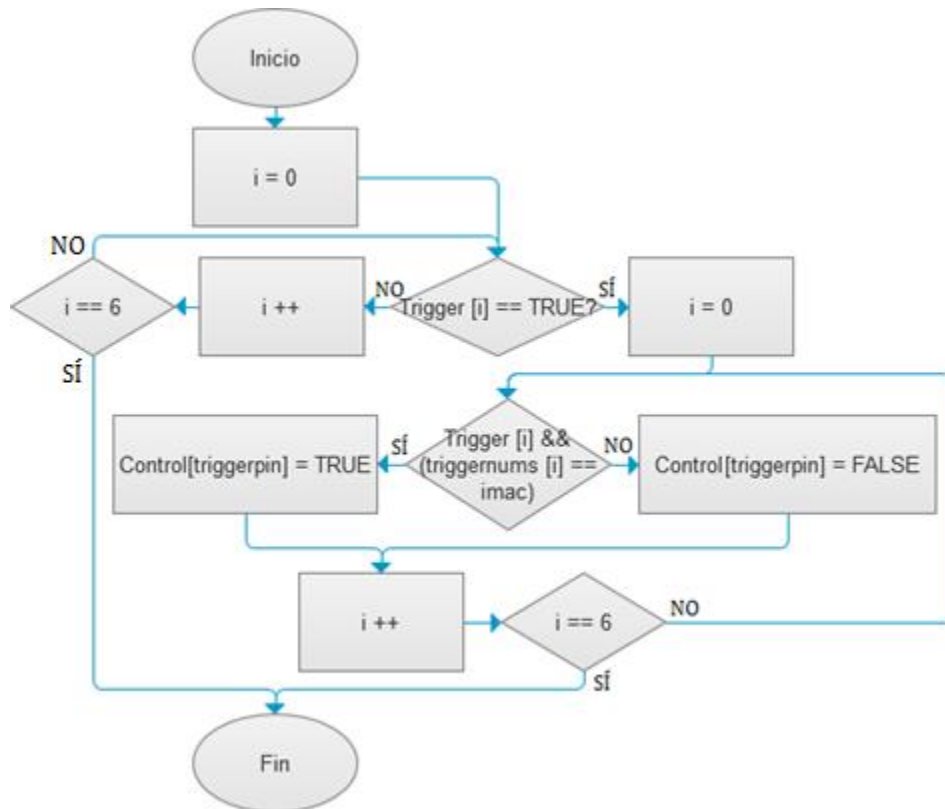 Inicio
i = 0
NO
i == 6
SÍ
i ++
NO
Trigger [i] == TRUE?
SÍ
i = 0
Control[triggerpin] = TRUE
SÍ
Trigger [i] &&
(triggernums [i] ==
imac)
NO
Control[triggerpin] = FALSE
i ++
i == 6
NO
SÍ
Fin